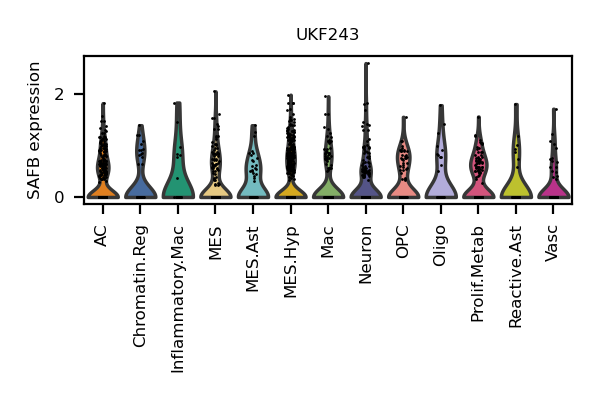 UKF243
SAFB expression
2
0
AC
Chromatin.Reg
Inflammatory.Mac
MES
MES.Ast
MES.Hyp
Mac
Neuron
OPC
Oligo
Prolif.Metab
Reactive.Ast
Vasc